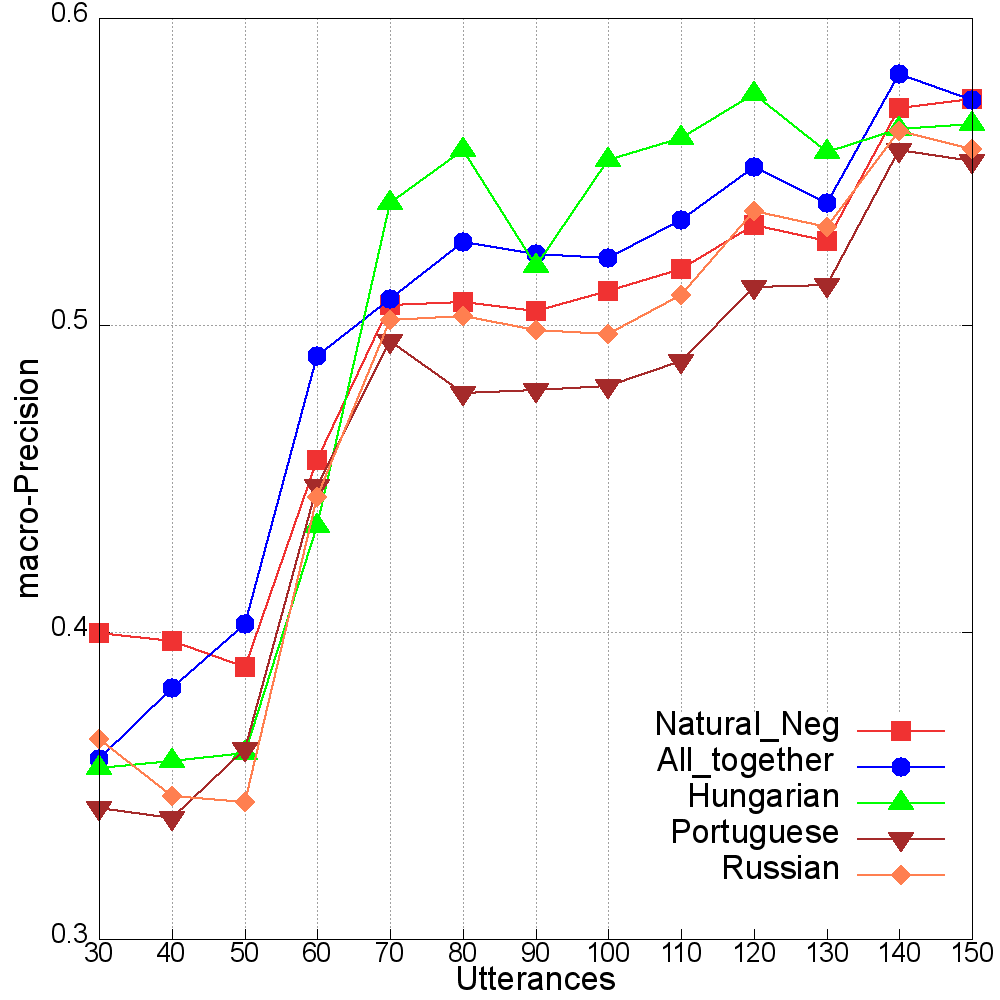 0.6
0.5
0.4
0.3
macro-Precision
Natural_Neg
All_together
Hungarian
Portuguese
Russian
30 40 50 60 70 80 90 100 110 120 130 140 150
Utterances